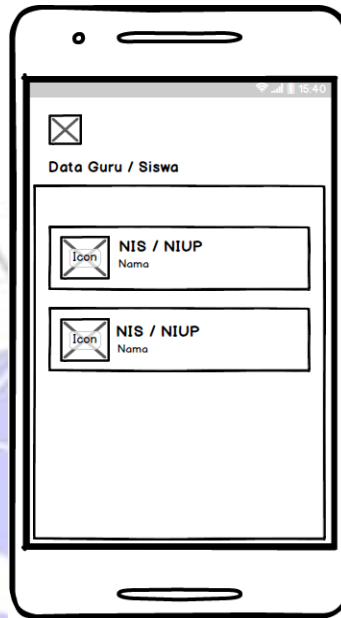 15:40
Data Guru / Siswa
Icon
NIS / NIUP
Nama
Icon
NIS / NIUP
Nama